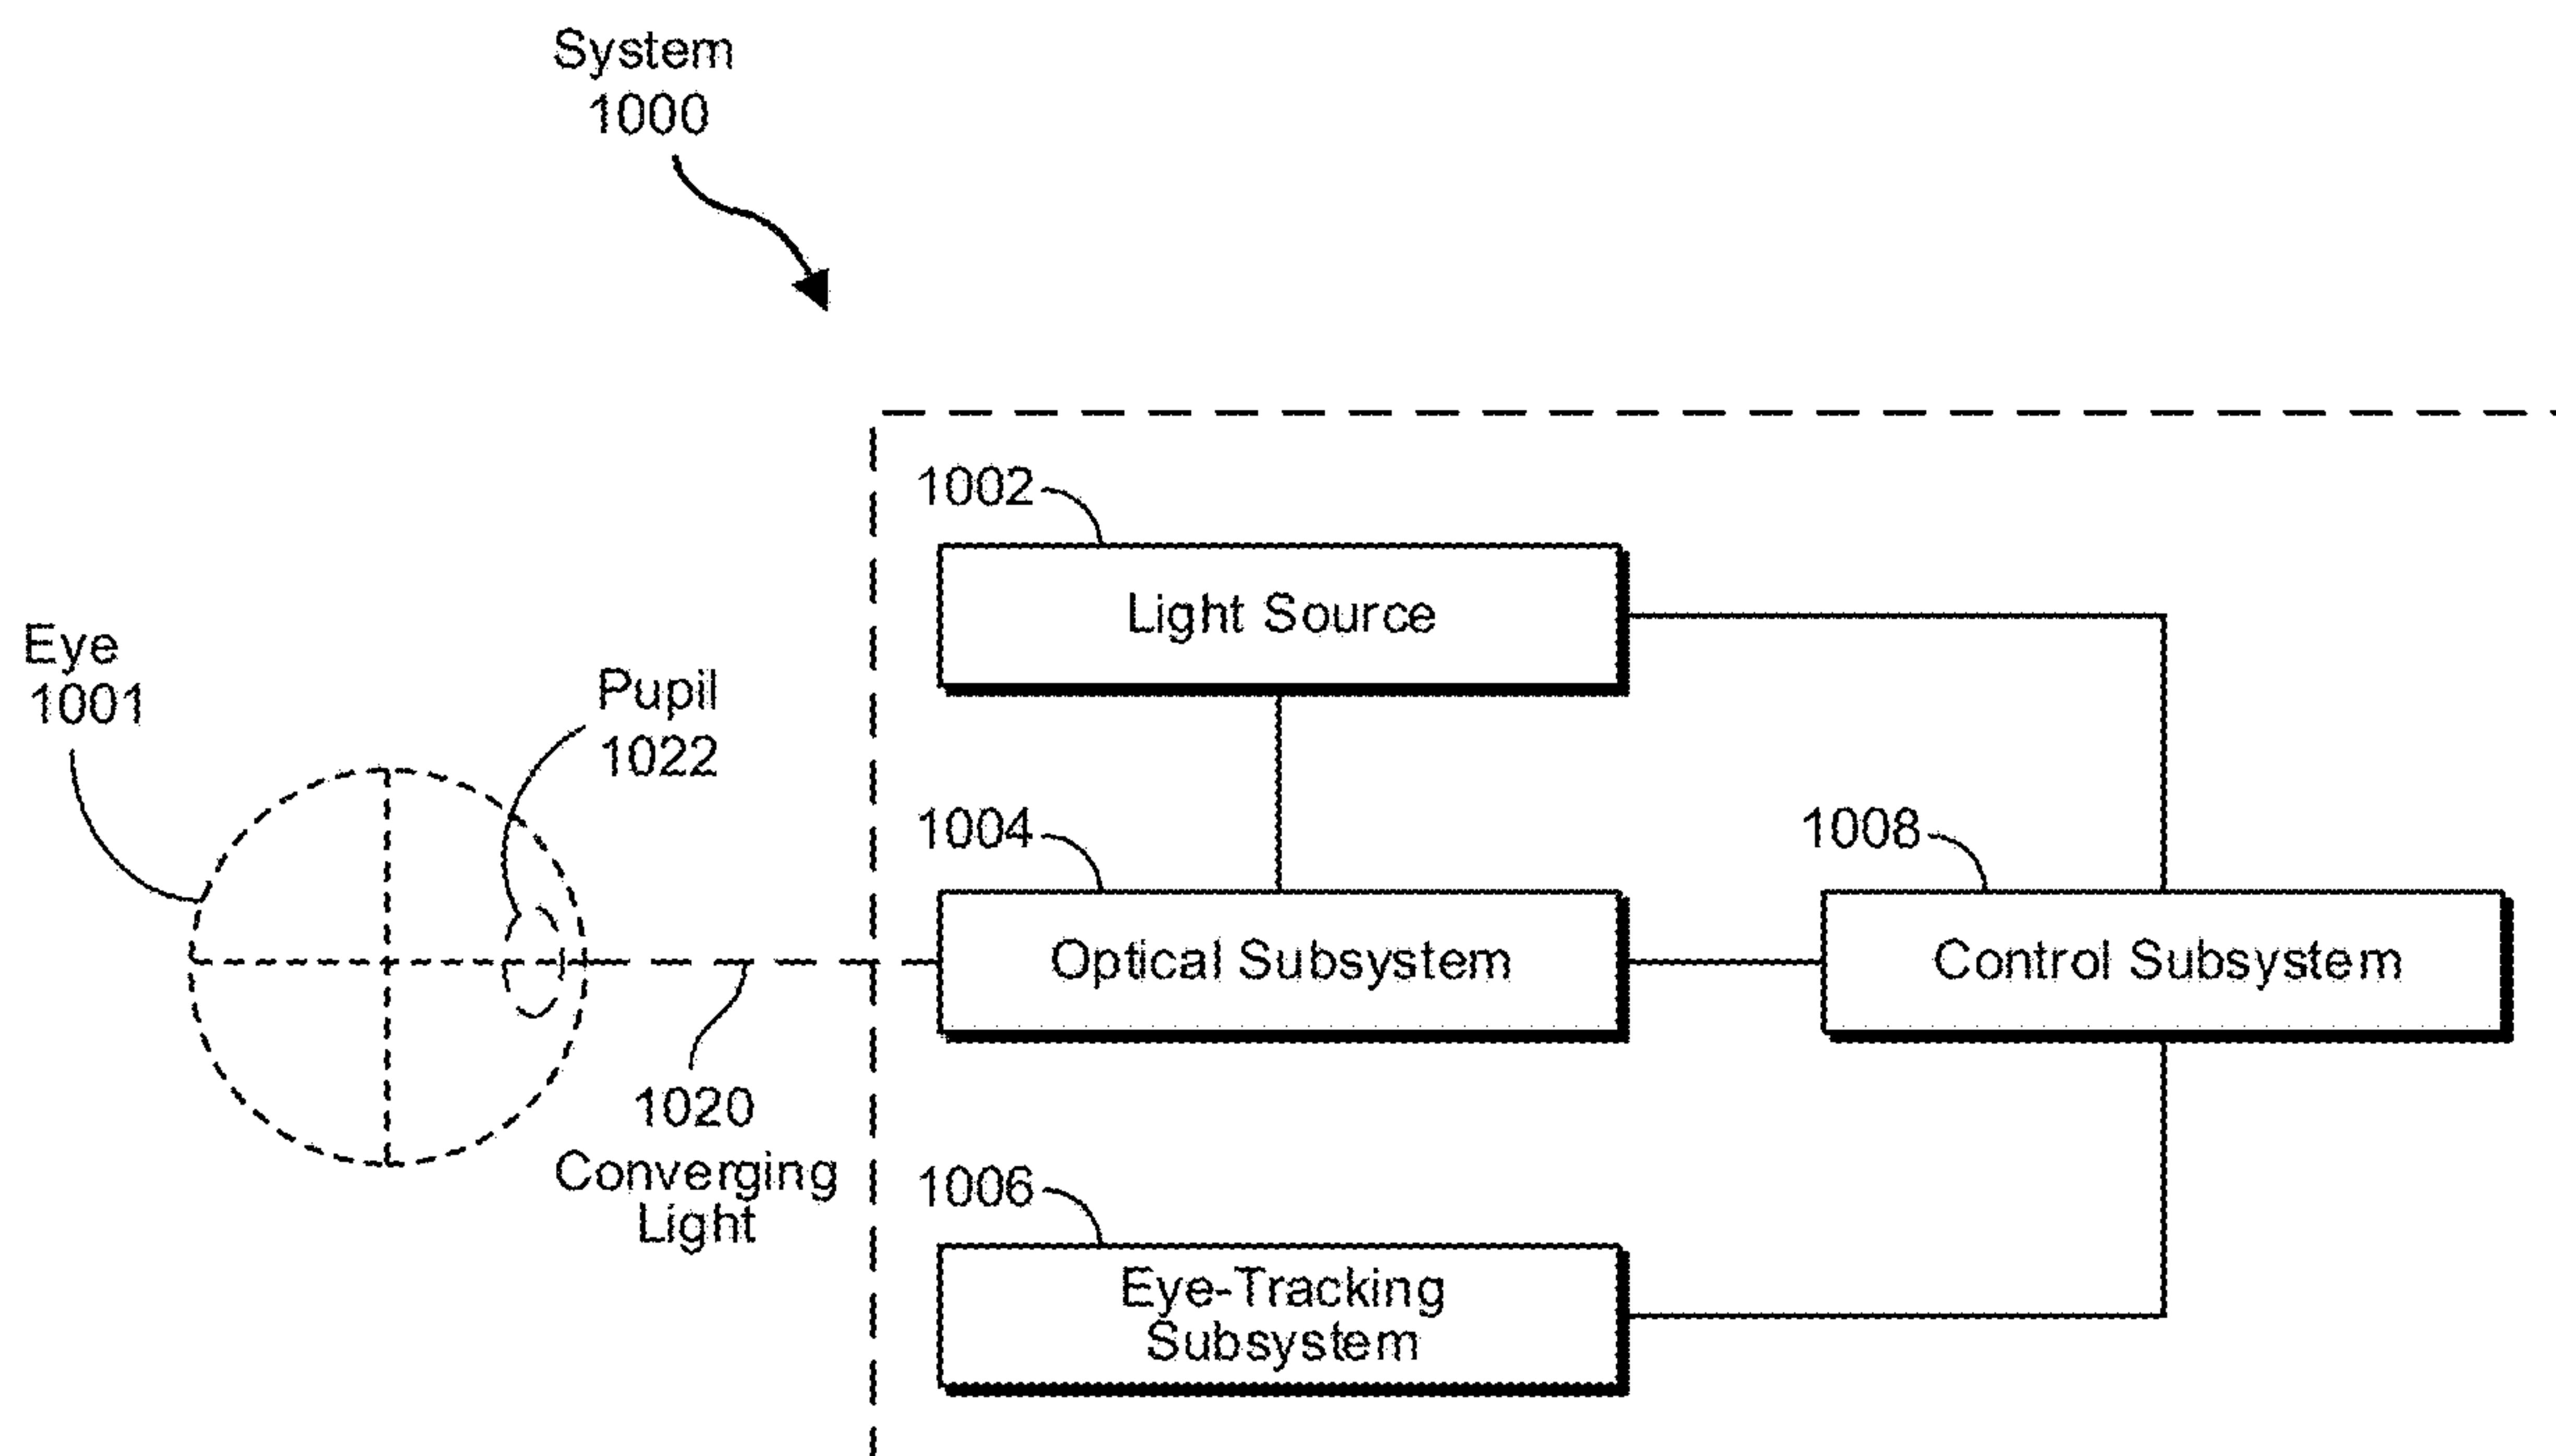 System
1000
1002
Light Source
Eye
1001
Pupil
1022
1004
Optical Subsystem
1008
Control Subsystem
1020
Converging
Light
1006
Eye-Tracking
Subsystem